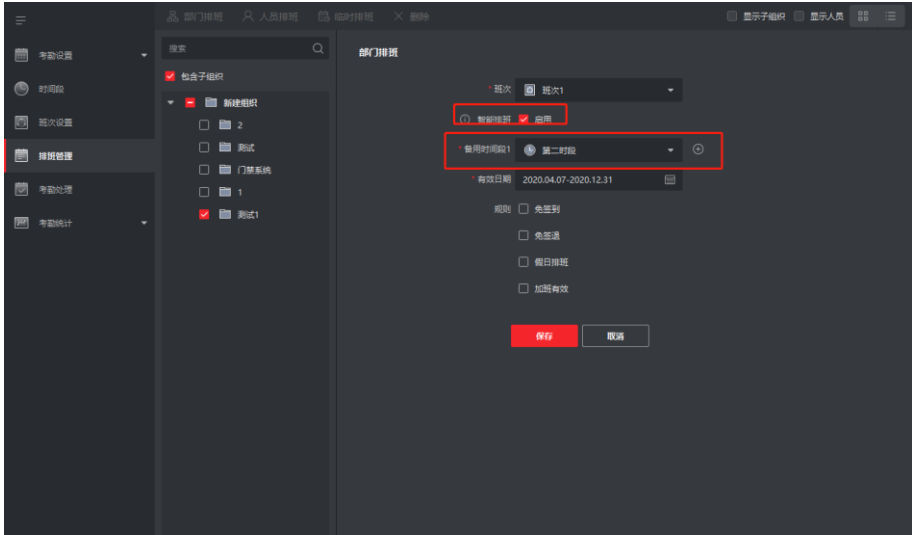 部门排班 人员排班 临时排班 删除 显示子组织 显示人员
考勤设置
时间段
班次设置
排班管理
考勤处理
考勤统计
搜索
包含子组织
新建组织
2
测试
门禁系统
1
测试1
部门排班
* 班次 班次1
智能排班 启用
* 备用时间段1 第二时段
* 有效日期 2020.04.07-2020.12.31
规则 免签到
免签退
假日排班
加班有效
保存 取消